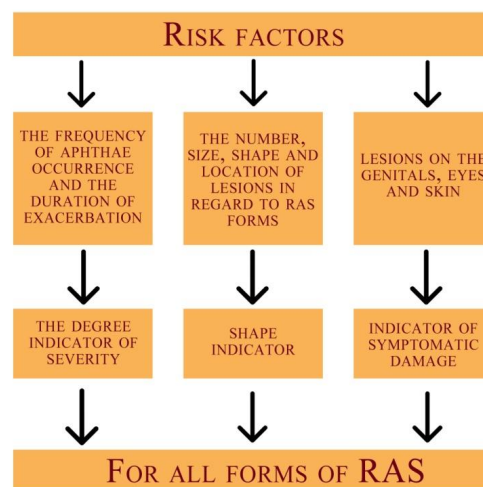 RISK FACTORS
THE FREQUENCY
OF APHTHAE
OCCURRENCE
AND THE
DURATION OF
EXACERBATION
THE NUMBER,
SIZE, SHAPE AND
LOCATION OF
LESIONS IN
REGARD TO RAS
FORMS
LESIONS ON THE
GENITALS, EYES
AND SKIN
THE DEGREE
INDICATOR OF
SEVERITY
SHAPE
INDICATOR
INDICATOR OF
SYMPTOMATIC
DAMAGE
FOR ALL FORMS OF RAS